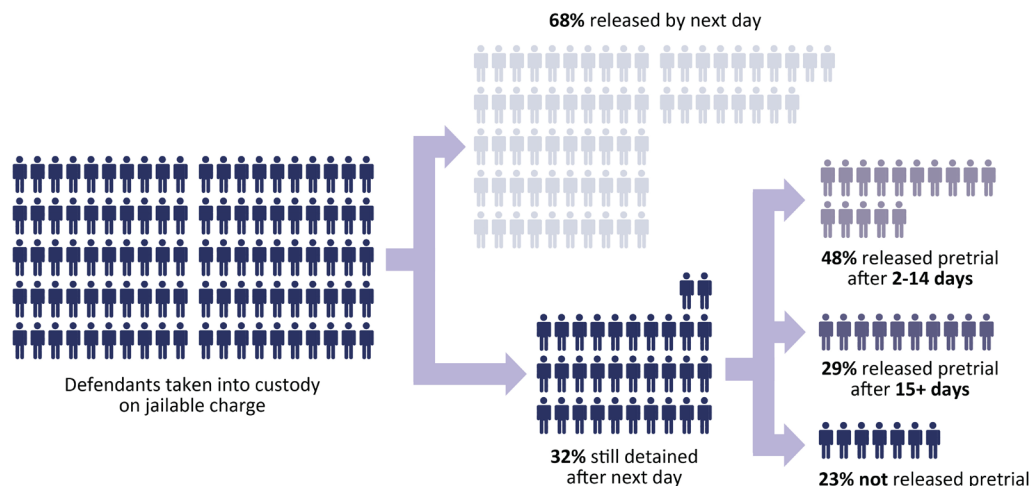 68% released by next day
Defendants taken into custody
on jailable charge
32% still detained
after next day
48% released pretrial
after 2-14 days
29% released pretrial
after 15+ days
23% not released pretrial